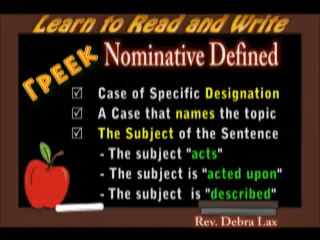 Learn to Read and Write
ΓΡΕΕΚ
Nominative Defined
☑ Case of Specific Designation
☑ A Case that names the topic
☑ The Subject of the Sentence
- The subject "acts"
- The subject is "acted upon"
- The subject is "described"
Rev. Debra Lax